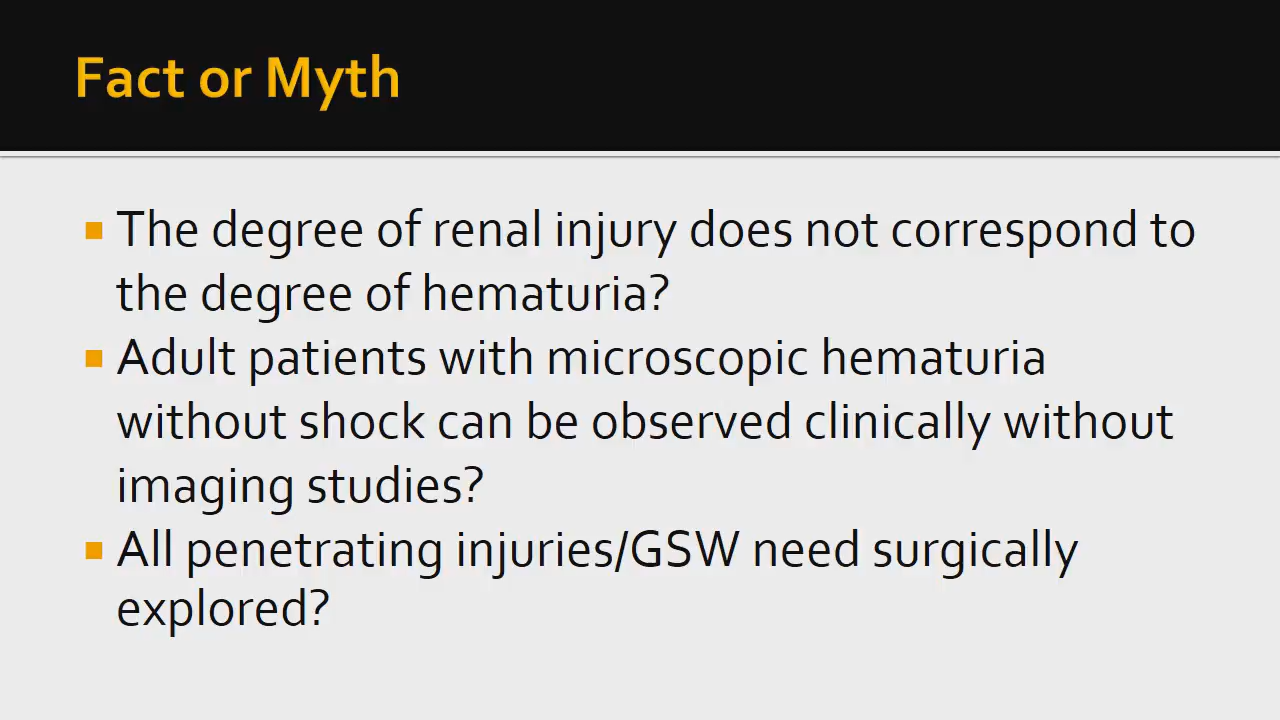 Fact or Myth
The degree of renal injury does not correspond to
the degree of hematuria?
Adult patients with microscopic hematuria
without shock can be observed clinically without
imaging studies?
All penetrating injuries/GSW need surgically
explored?